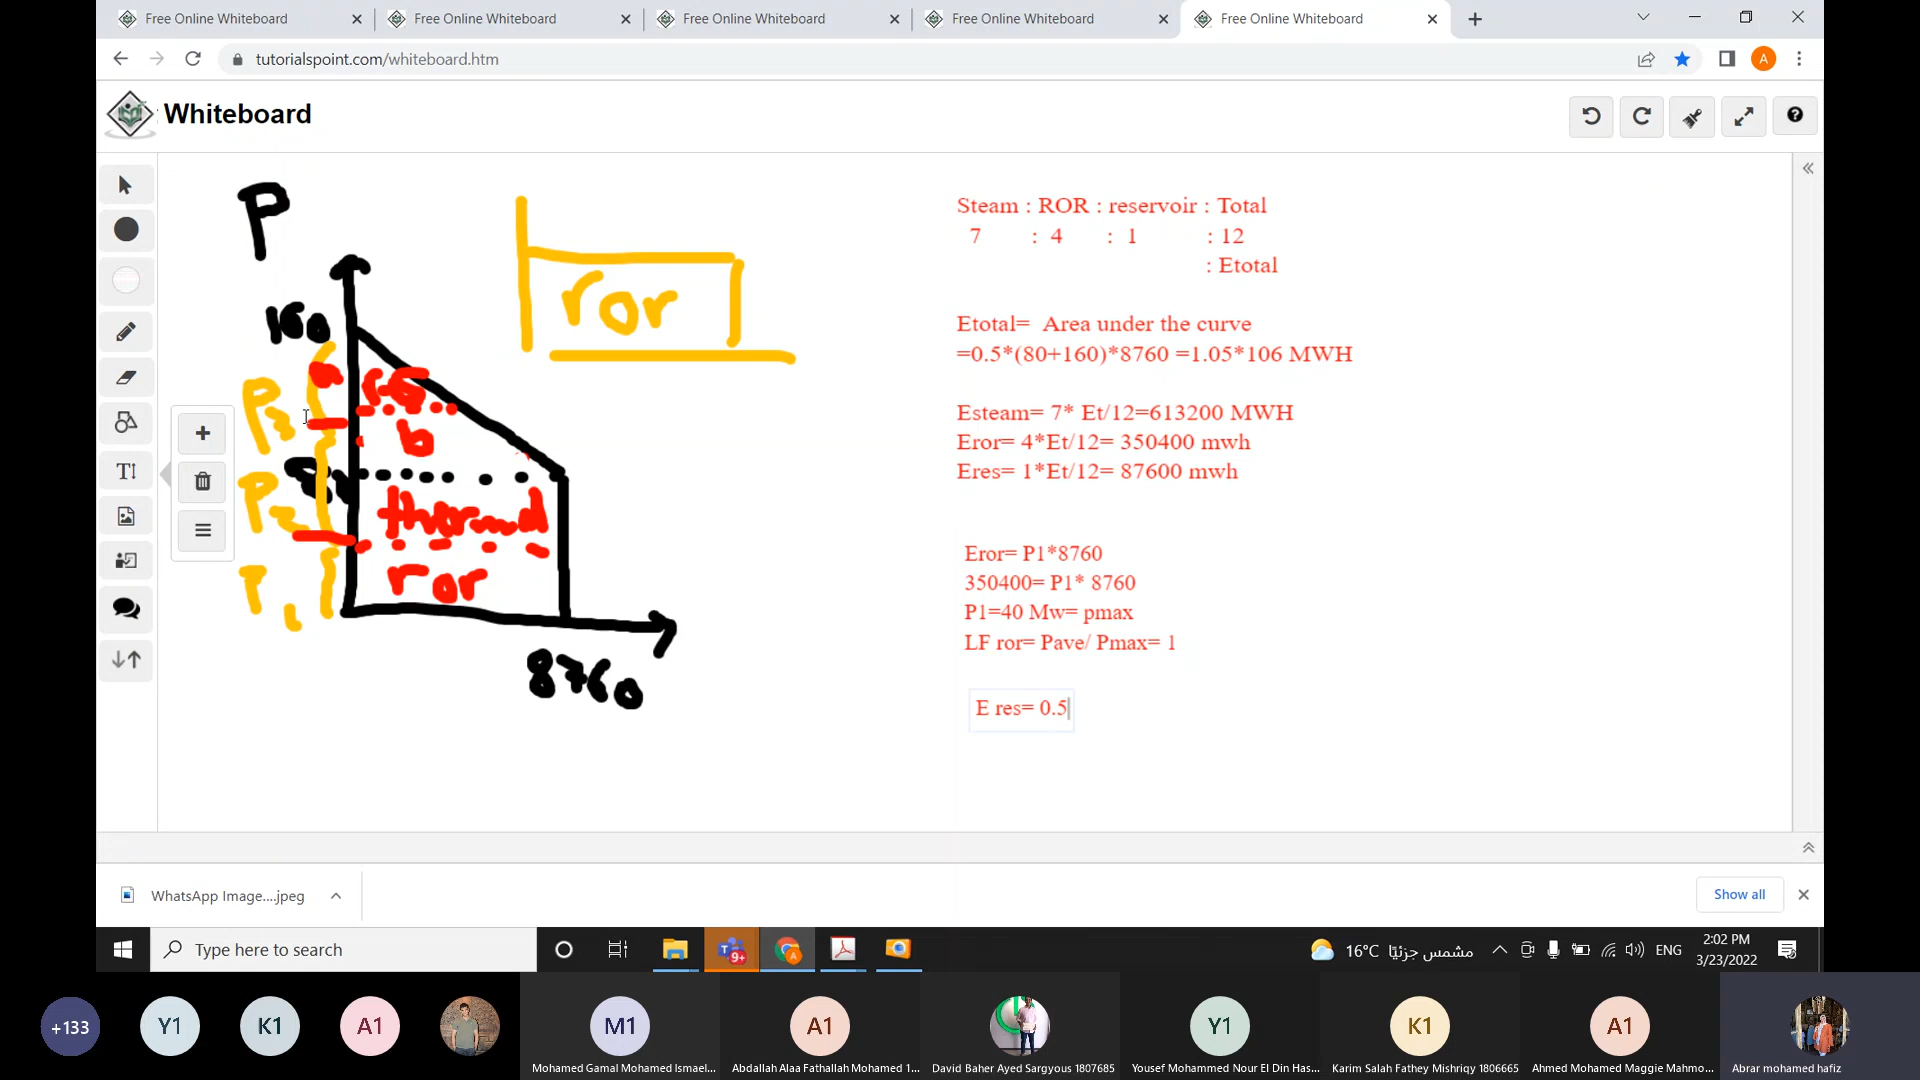 Free Online Whiteboard
Free Online Whiteboard
Free Online Whiteboard
Free Online Whiteboard
Free Online Whiteboard
tutorialspoint.com/whiteboard.htm
A
Whiteboard
P
160
a
res
P3
b
P2
thermal
ror
P1
8760
ror
Steam : ROR : reservoir : Total
7 : 4 : 1 : 12
: Etotal
Etotal= Area under the curve
=0.5*(80+160)*8760 =1.05*106 MWH
Esteam= 7* Et/12=613200 MWH
Eror= 4*Et/12= 350400 mwh
Eres= 1*Et/12= 87600 mwh
Eror= P1*8760
350400= P1* 8760
P1=40 Mw= pmax
LF ror= Pave/ Pmax= 1
E res= 0.5
WhatsApp Image....jpeg
Show all
Type here to search
9+
A
16°C مشمس جزئيًا
ENG
2:02 PM
3/23/2022
+133
Y1
K1
A1
M1
A1
Y1
K1
A1
Mohamed Gamal Mohamed Ismael...
Abdallah Alaa Fathallah Mohamed 1...
David Baher Ayed Sargyous 1807685
Yousef Mohammed Nour El Din Has...
Karim Salah Fathey Mishriqy 1806665
Ahmed Mohamed Maggie Mahmo...
Abrar mohamed hafiz